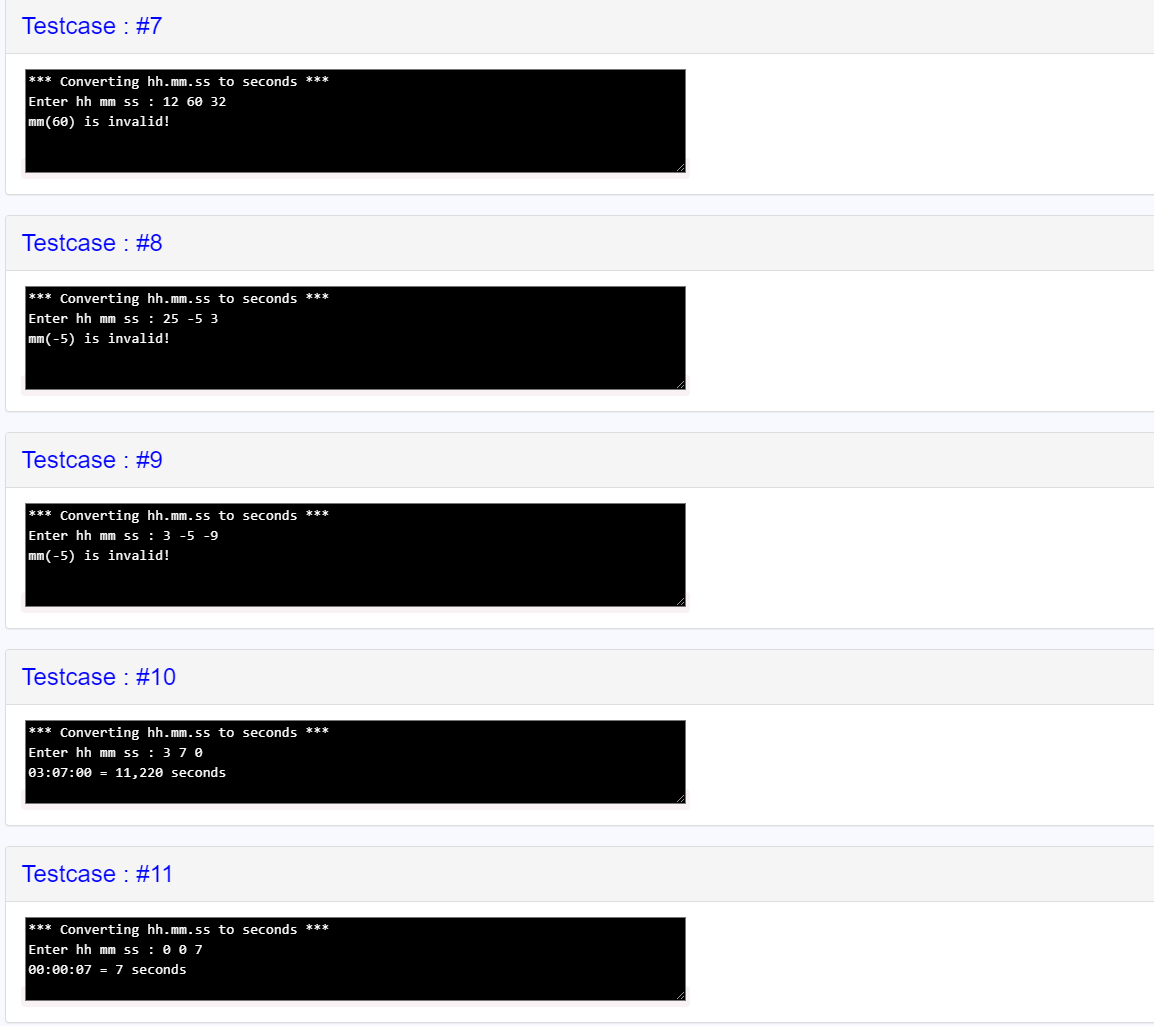 Testcase : #7
*** Converting hh.mm.ss to seconds ***
Enter hh mm ss : 12 60 32
mm(60) is invalid!
Testcase : #8
*** Converting hh.mm.ss to seconds ***
Enter hh mm ss : 25 -5 3
mm(-5) is invalid!
Testcase : #9
*** Converting hh.mm.ss to seconds ***
Enter hh mm ss : 3 -5 -9
mm(-5) is invalid!
Testcase : #10
*** Converting hh.mm.ss to seconds ***
Enter hh mm ss : 3 7 0
03:07:00 = 11,220 seconds
Testcase : #11
*** Converting hh.mm.ss to seconds ***
Enter hh mm ss : 0 0 7
00:00:07 = 7 seconds